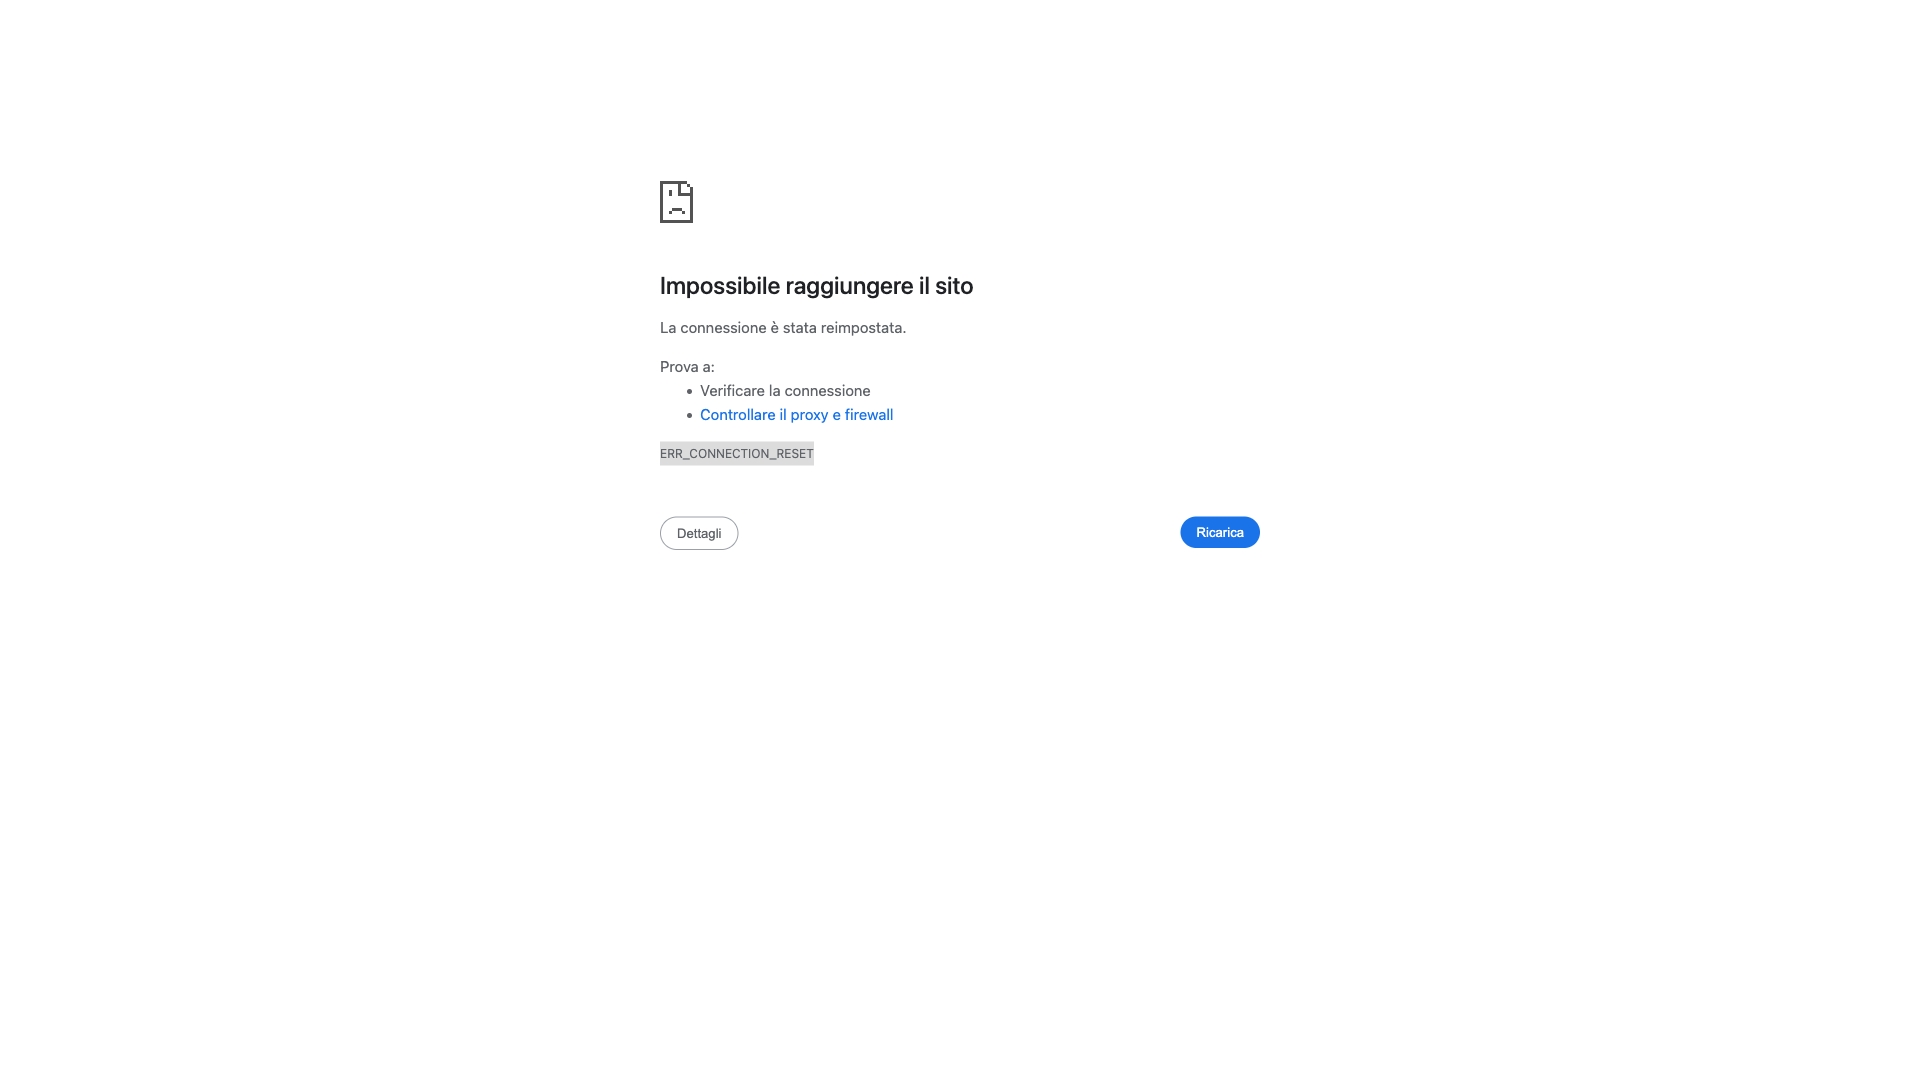 Impossibile raggiungere il sito
La connessione è stata reimpostata.
Prova a:
Verificare la connessione
Controllare il proxy e firewall
ERR_CONNECTION_RESET
Dettagli
Ricarica